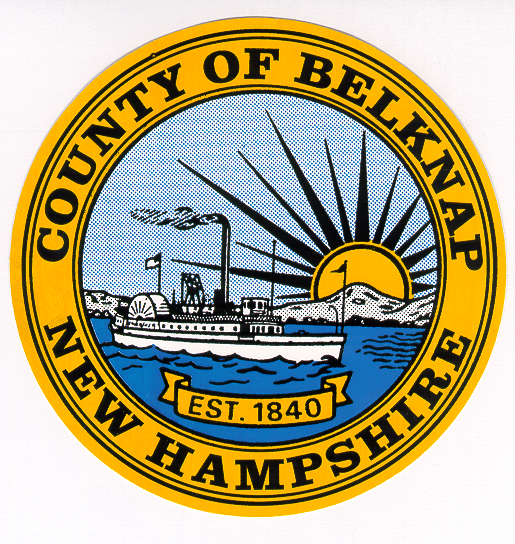 COUNTY OF BELKNAP
EST. 1840
NEW HAMPSHIRE